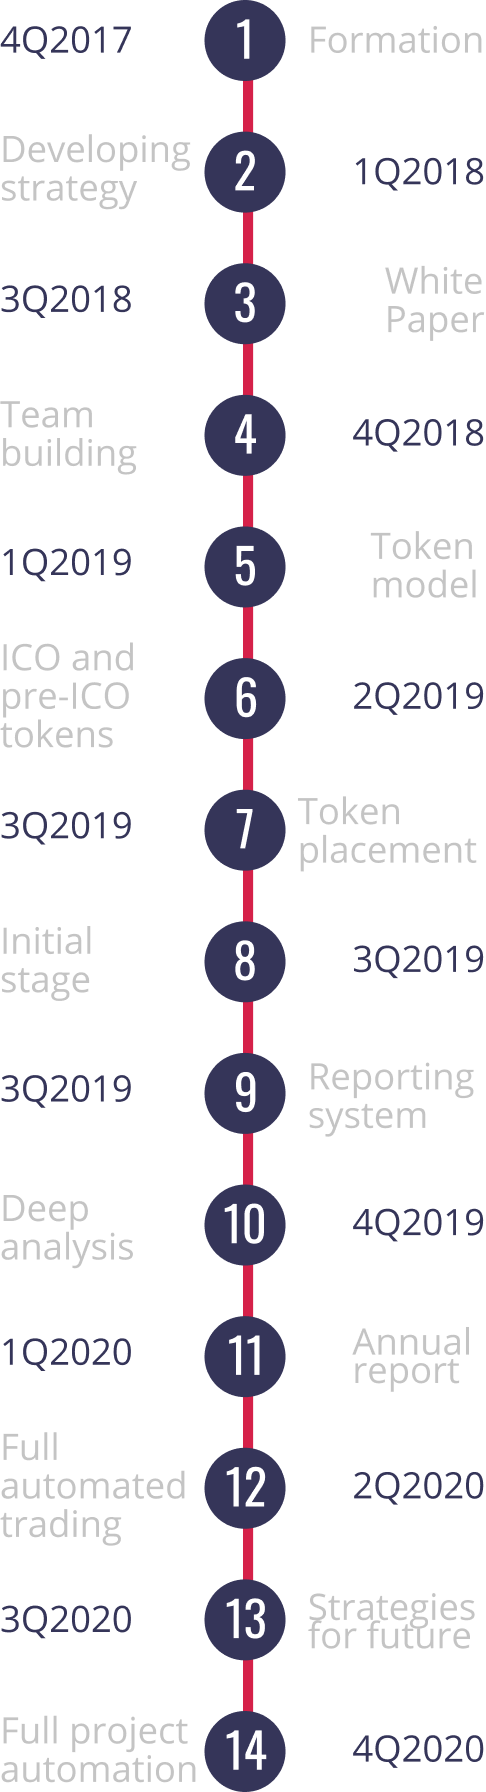 4Q2017
1
Formation
Developing
strategy
2
1Q2018
3Q2018
3
White
Paper
Team
building
4
4Q2018
1Q2019
5
Token
model
ICO and
pre-ICO
tokens
6
2Q2019
3Q2019
7
Token
placement
Initial
stage
8
3Q2019
3Q2019
9
Reporting
system
Deep
analysis
10
4Q2019
1Q2020
11
Annual
report
Full
automated
trading
12
2Q2020
3Q2020
13
Strategies
for future
Full project
automation
14
4Q2020